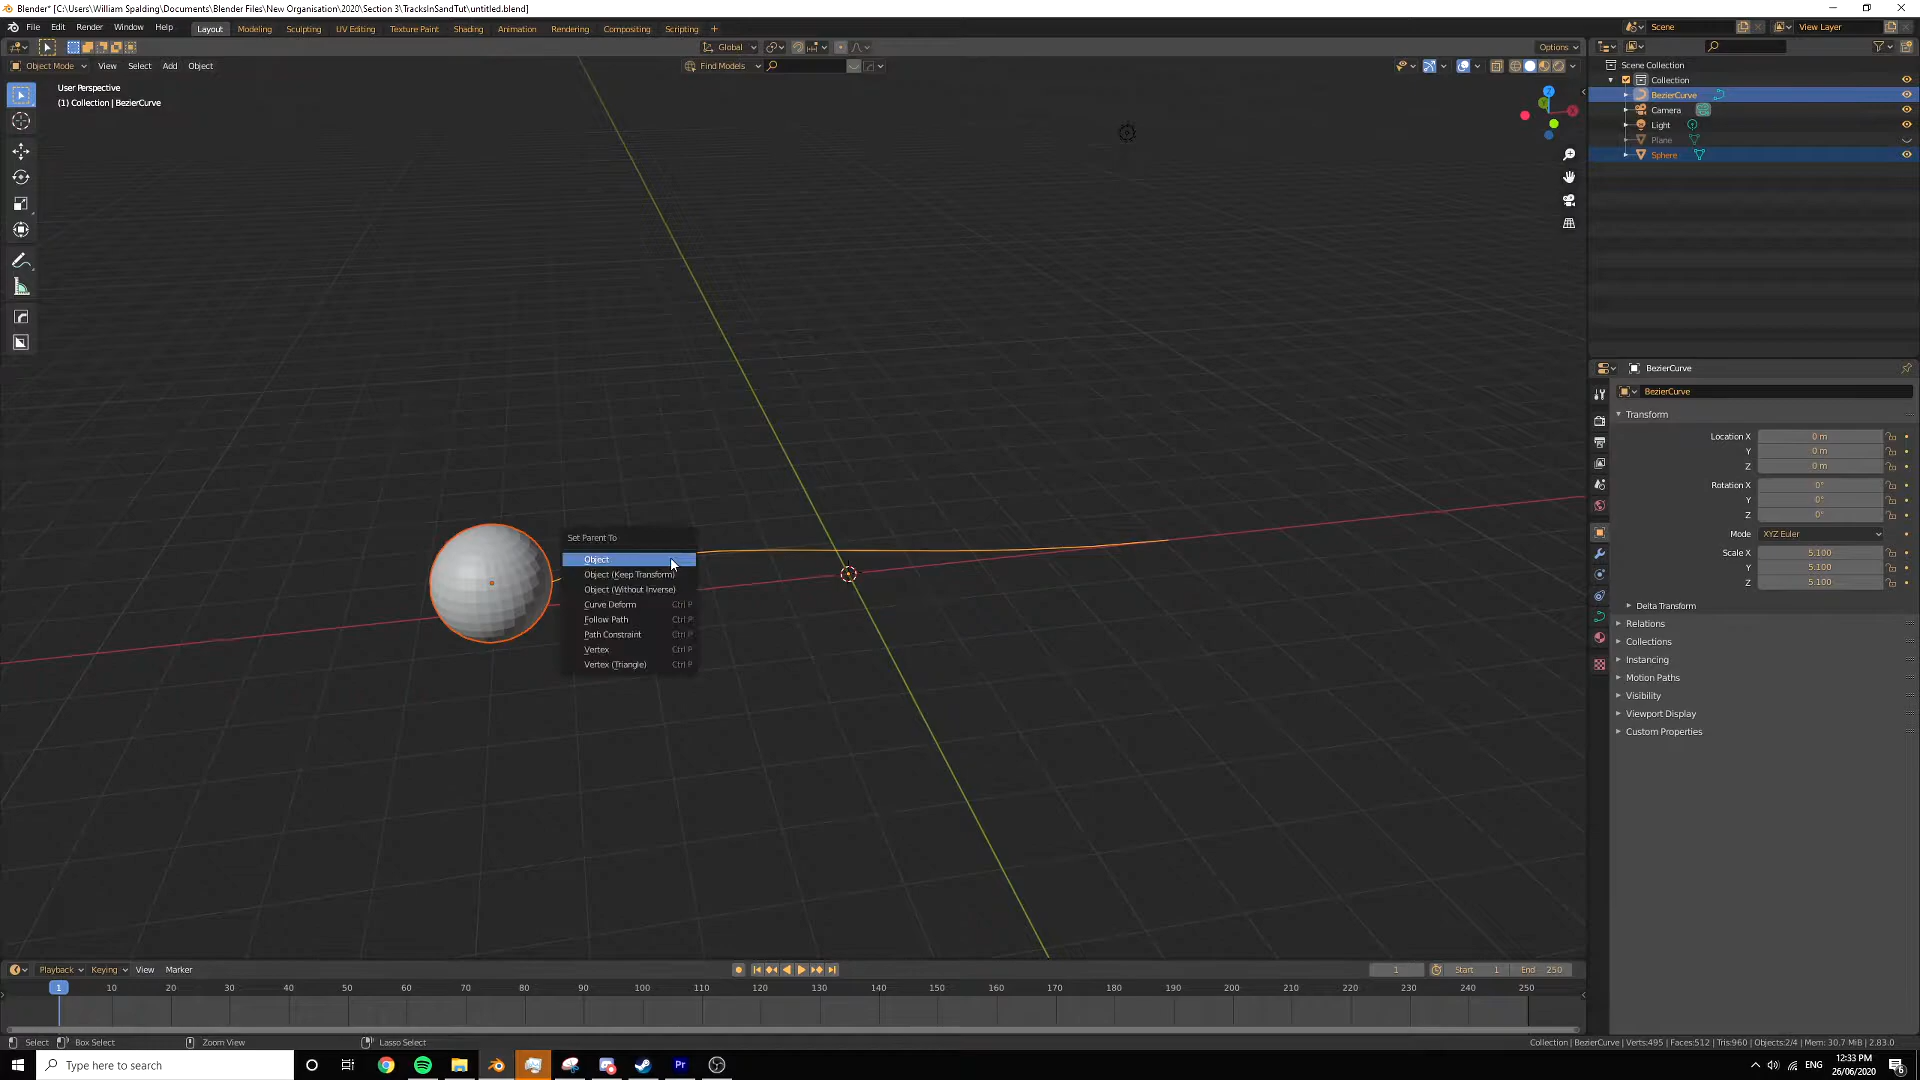 Blender* [C:\Users\William Spalding\Documents\Blender Files\New Organisation\2020\Section 3\TracksInSandTut\untitled.blend]
File Edit Render Window Help Layout Modeling Sculpting UV Editing Texture Paint Shading Animation Rendering Compositing Scripting + Scene View Layer
Global Options
Object Mode View Select Add Object Find Models
User Perspective
(1) Collection | BezierCurve
Scene Collection
Collection
BezierCurve
Camera
Light
Plane
Sphere
Z
Y
X
Set Parent To
Object
Object (Keep Transform)
Object (Without Inverse)
Curve Deform Ctrl P
Follow Path Ctrl P
Path Constraint Ctrl P
Vertex Ctrl P
Vertex (Triangle) Ctrl P
BezierCurve
BezierCurve
Transform
Location X 0 m
Y 0 m
Z 0 m
Rotation X 0°
Y 0°
Z 0°
Mode XYZ Euler
Scale X 5.100
Y 5.100
Z 5.100
Delta Transform
Relations
Collections
Instancing
Motion Paths
Visibility
Viewport Display
Custom Properties
Playback Keying View Marker 1 Start 1 End 250
1 10 20 30 40 50 60 70 80 90 100 110 120 130 140 150 160 170 180 190 200 210 220 230 240 250
Select Box Select Zoom View Lasso Select Collection | BezierCurve | Verts:495 | Faces:512 | Tris:960 | Objects:2/4 | Mem: 30.7 MiB | 2.83.0
Type here to search Pr ENG 12:33 PM
26/06/2020 6